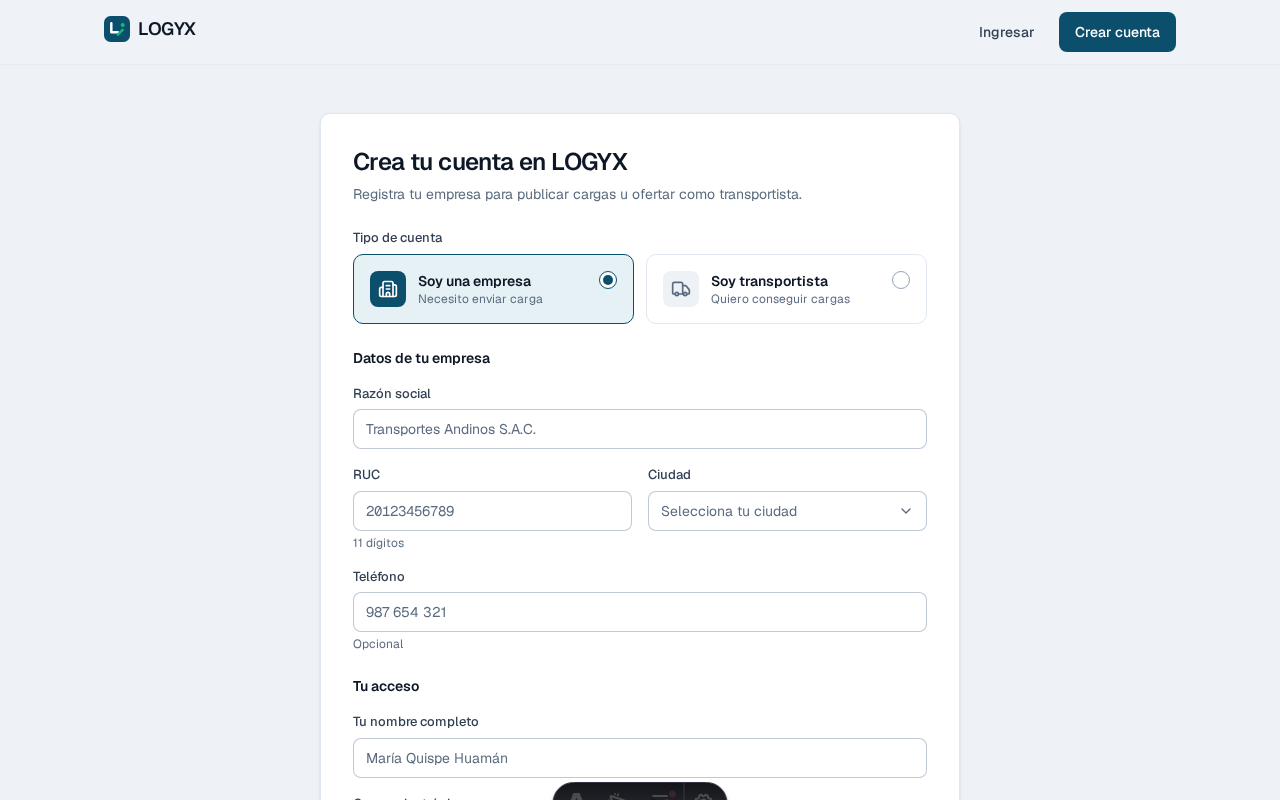 LOGYX
Ingresar
Crear cuenta
Crea tu cuenta en LOGYX
Registra tu empresa para publicar cargas u ofertar como transportista.
Tipo de cuenta
Soy una empresa
Necesito enviar carga
Soy transportista
Quiero conseguir cargas
Datos de tu empresa
Razón social
Transportes Andinos S.A.C.
RUC
Ciudad
20123456789
Selecciona tu ciudad
11 dígitos
Teléfono
987 654 321
Opcional
Tu acceso
Tu nombre completo
María Quispe Huamán